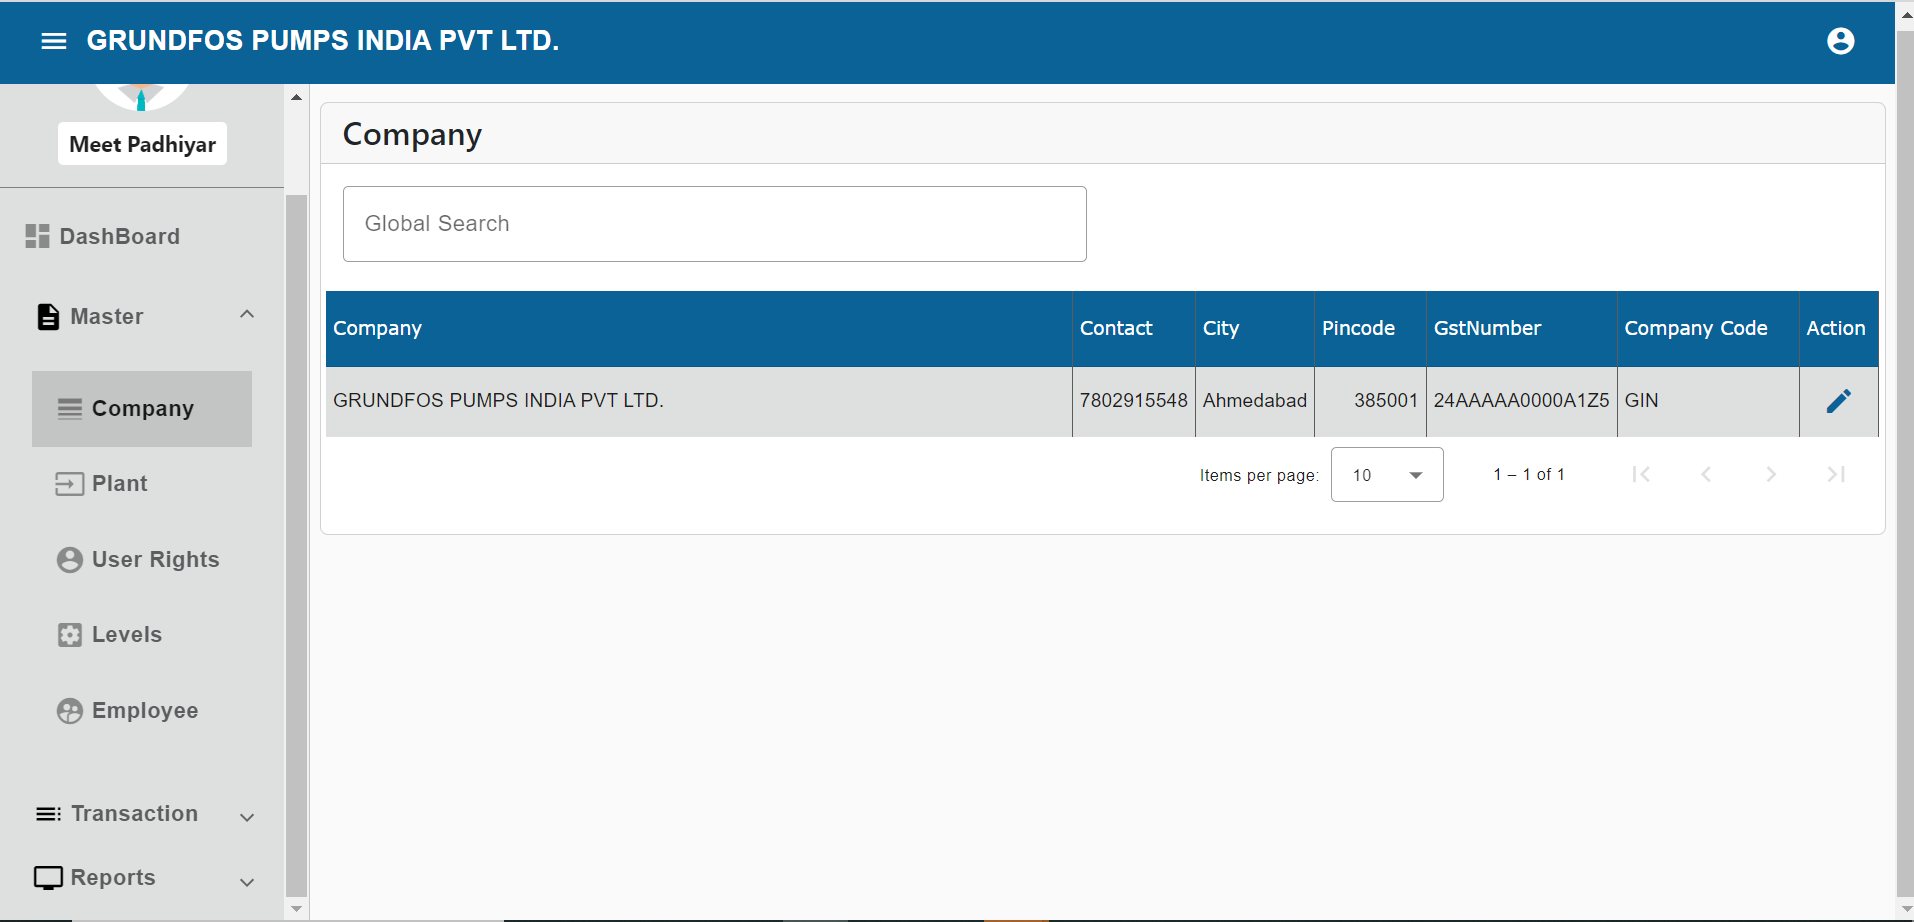 GRUNDFOS PUMPS INDIA PVT LTD.
Meet Padhiyar
DashBoard
Master
Company
Plant
User Rights
Levels
Employee
Transaction
Reports
Company
Global Search
Company Contact City Pincode GstNumber Company Code Action
GRUNDFOS PUMPS INDIA PVT LTD. 7802915548 Ahmedabad 385001 24AAAAA0000A1Z5 GIN
Items per page: 10 1 – 1 of 1